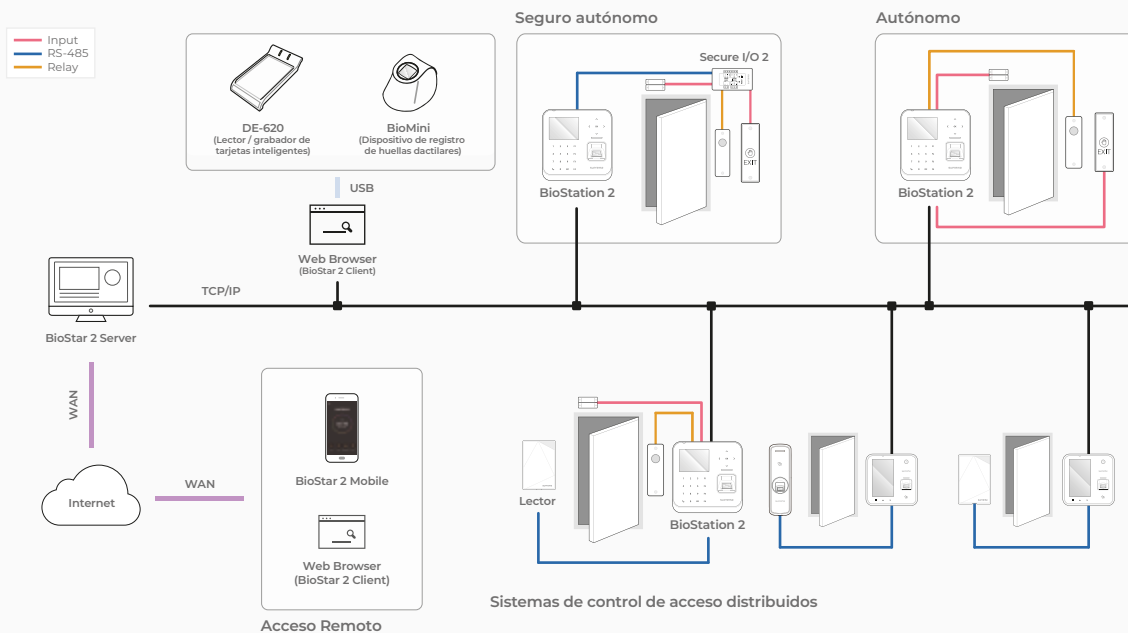 Input
RS-485
Relay
DE-620
(Lector / grabador de
tarjetas inteligentes)
BioMini
(Dispositivo de registro
de huellas dactilares)
USB
Web Browser
(BioStar 2 Client)
Seguro autónomo
Secure I/O 2
EXIT
BioStation 2
Autónomo
EXIT
BioStation 2
TCP/IP
BioStar 2 Server
WAN
Internet
WAN
BioStar 2 Mobile
Web Browser
(BioStar 2 Client)
Acceso Remoto
Lector
BioStation 2
Sistemas de control de acceso distribuidos